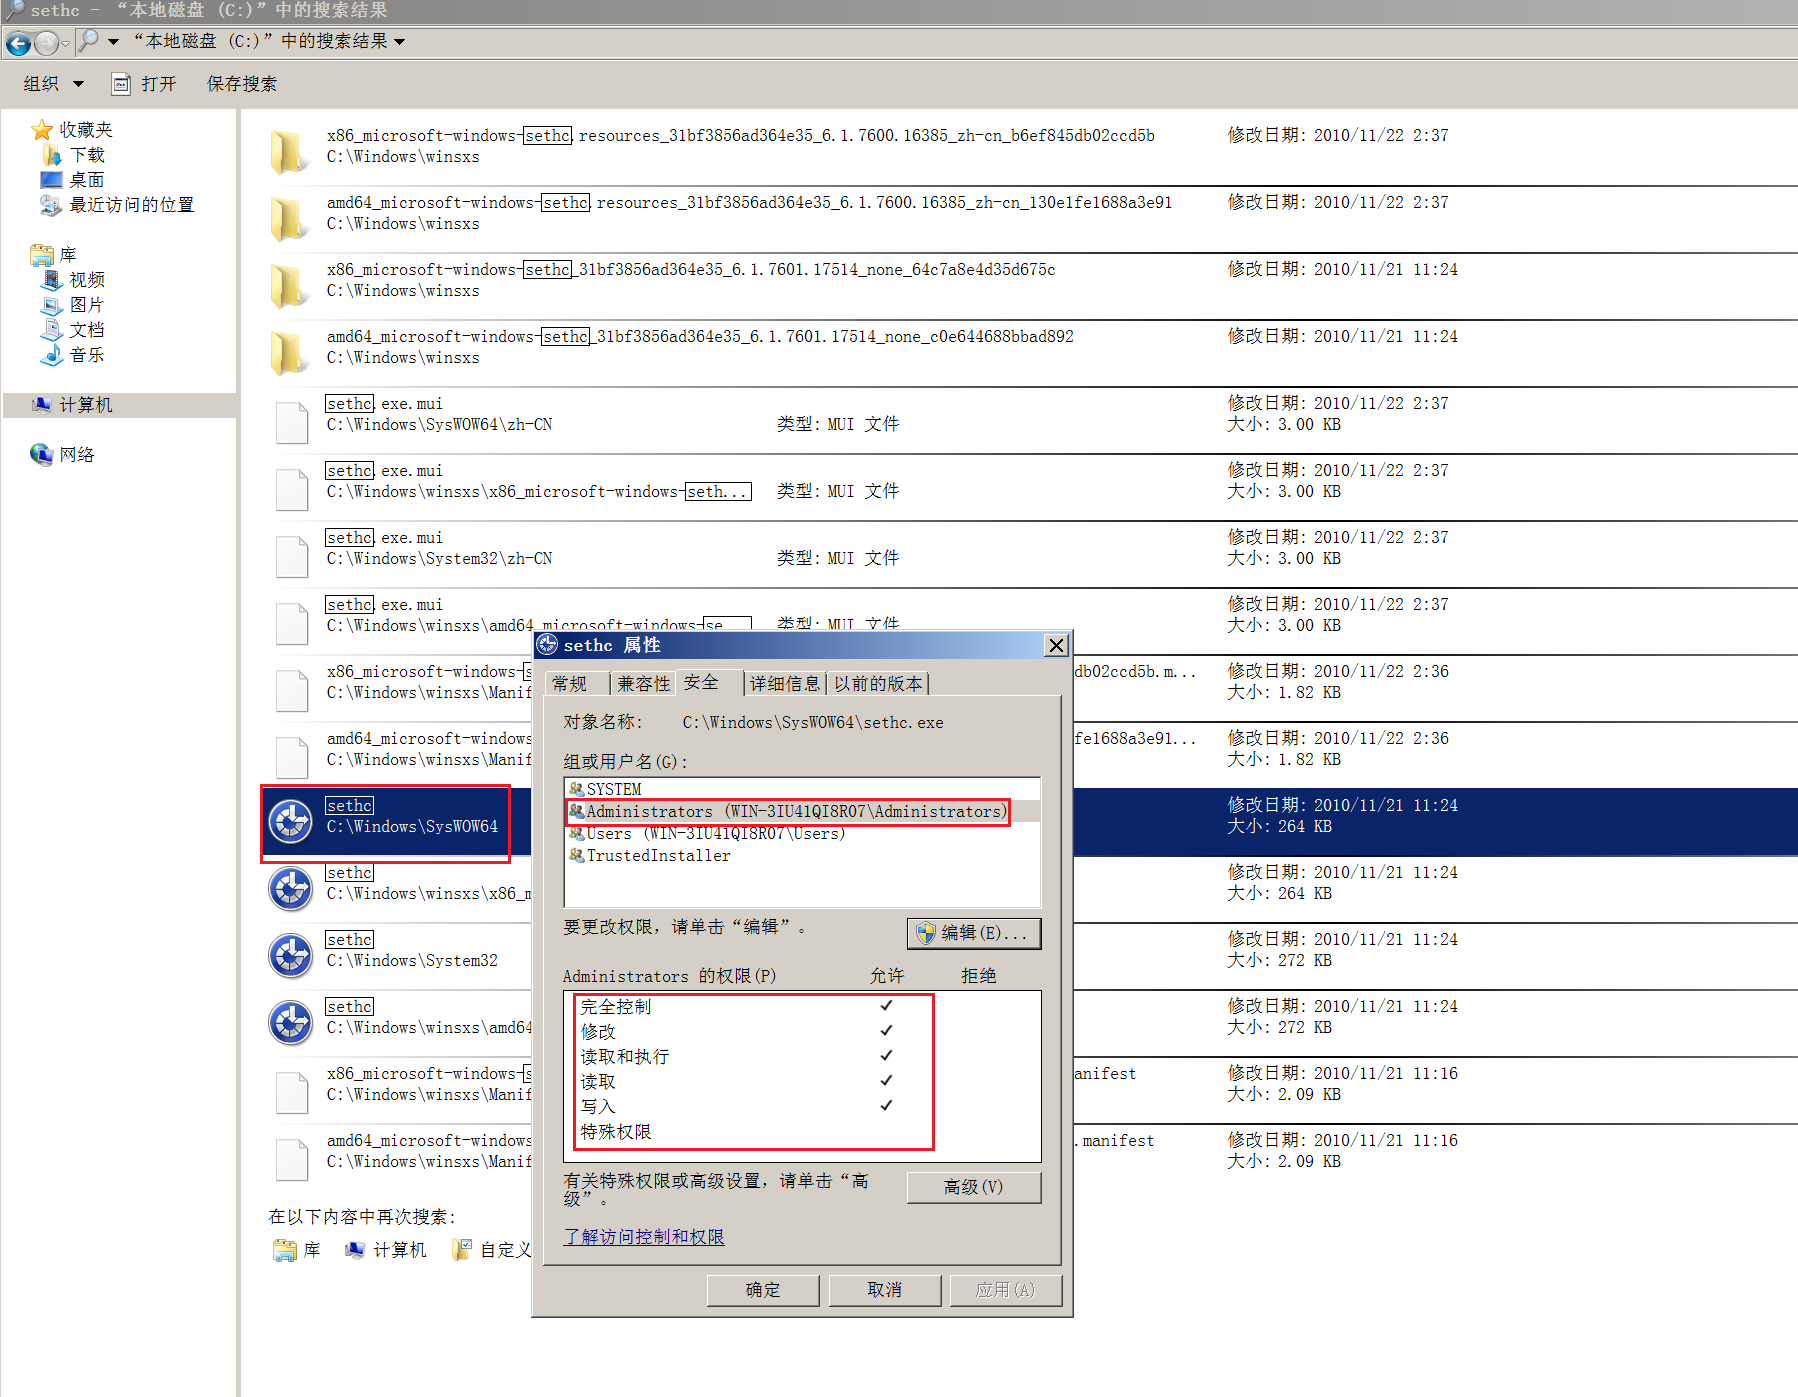 sethc - “本地磁盘 (C:)”中的搜索结果
“本地磁盘 (C:)”中的搜索结果
组织 打开 保存搜索
收藏夹
下载
桌面
最近访问的位置
库
视频
图片
文档
音乐
计算机
网络
x86_microsoft-windows-sethc.resources_31bf3856ad364e35_6.1.7600.16385_zh-cn_b6ef845db02ccd5b 修改日期: 2010/11/22 2:37
C:\Windows\winsxs
amd64_microsoft-windows-sethc.resources_31bf3856ad364e35_6.1.7600.16385_zh-cn_130e1fe1688a3e91 修改日期: 2010/11/22 2:37
C:\Windows\winsxs
x86_microsoft-windows-sethc_31bf3856ad364e35_6.1.7601.17514_none_64c7a8e4d35d675c 修改日期: 2010/11/21 11:24
C:\Windows\winsxs
amd64_microsoft-windows-sethc_31bf3856ad364e35_6.1.7601.17514_none_c0e644688bbad892 修改日期: 2010/11/21 11:24
C:\Windows\winsxs
sethc.exe.mui 修改日期: 2010/11/22 2:37
C:\Windows\SysWOW64\zh-CN 类型: MUI 文件 大小: 3.00 KB
sethc.exe.mui 修改日期: 2010/11/22 2:37
C:\Windows\winsxs\x86_microsoft-windows-seth... 类型: MUI 文件 大小: 3.00 KB
sethc.exe.mui 修改日期: 2010/11/22 2:37
C:\Windows\System32\zh-CN 类型: MUI 文件 大小: 3.00 KB
sethc.exe.mui 修改日期: 2010/11/22 2:37
C:\Windows\winsxs\amd64_microsoft-windows-se... 类型: MUI 文件 大小: 3.00 KB
x86_microsoft-windows-s db02ccd5b.m... 修改日期: 2010/11/22 2:36
C:\Windows\winsxs\Manif 大小: 1.82 KB
amd64_microsoft-windows fe1688a3e91... 修改日期: 2010/11/22 2:36
C:\Windows\winsxs\Manif 大小: 1.82 KB
sethc 修改日期: 2010/11/21 11:24
C:\Windows\SysWOW64 大小: 264 KB
sethc 修改日期: 2010/11/21 11:24
C:\Windows\winsxs\x86_m 大小: 264 KB
sethc 修改日期: 2010/11/21 11:24
C:\Windows\System32 大小: 272 KB
sethc 修改日期: 2010/11/21 11:24
C:\Windows\winsxs\amd64 大小: 272 KB
x86_microsoft-windows-s anifest 修改日期: 2010/11/21 11:16
C:\Windows\winsxs\Manif 大小: 2.09 KB
amd64_microsoft-windows .manifest 修改日期: 2010/11/21 11:16
C:\Windows\winsxs\Manif 大小: 2.09 KB
在以下内容中再次搜索:
库 计算机 自定义
sethc 属性
常规 兼容性 安全 详细信息 以前的版本
对象名称: C:\Windows\SysWOW64\sethc.exe
组或用户名(G):
SYSTEM
Administrators (WIN-3IU41QI8R07\Administrators)
Users (WIN-3IU41QI8R07\Users)
TrustedInstaller
要更改权限，请单击“编辑”。 编辑(E)...
Administrators 的权限(P) 允许 拒绝
完全控制
修改
读取和执行
读取
写入
特殊权限
有关特殊权限或高级设置，请单击“高
级”。 高级(V)
了解访问控制和权限
确定 取消 应用(A)